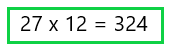 27 x 12 = 324